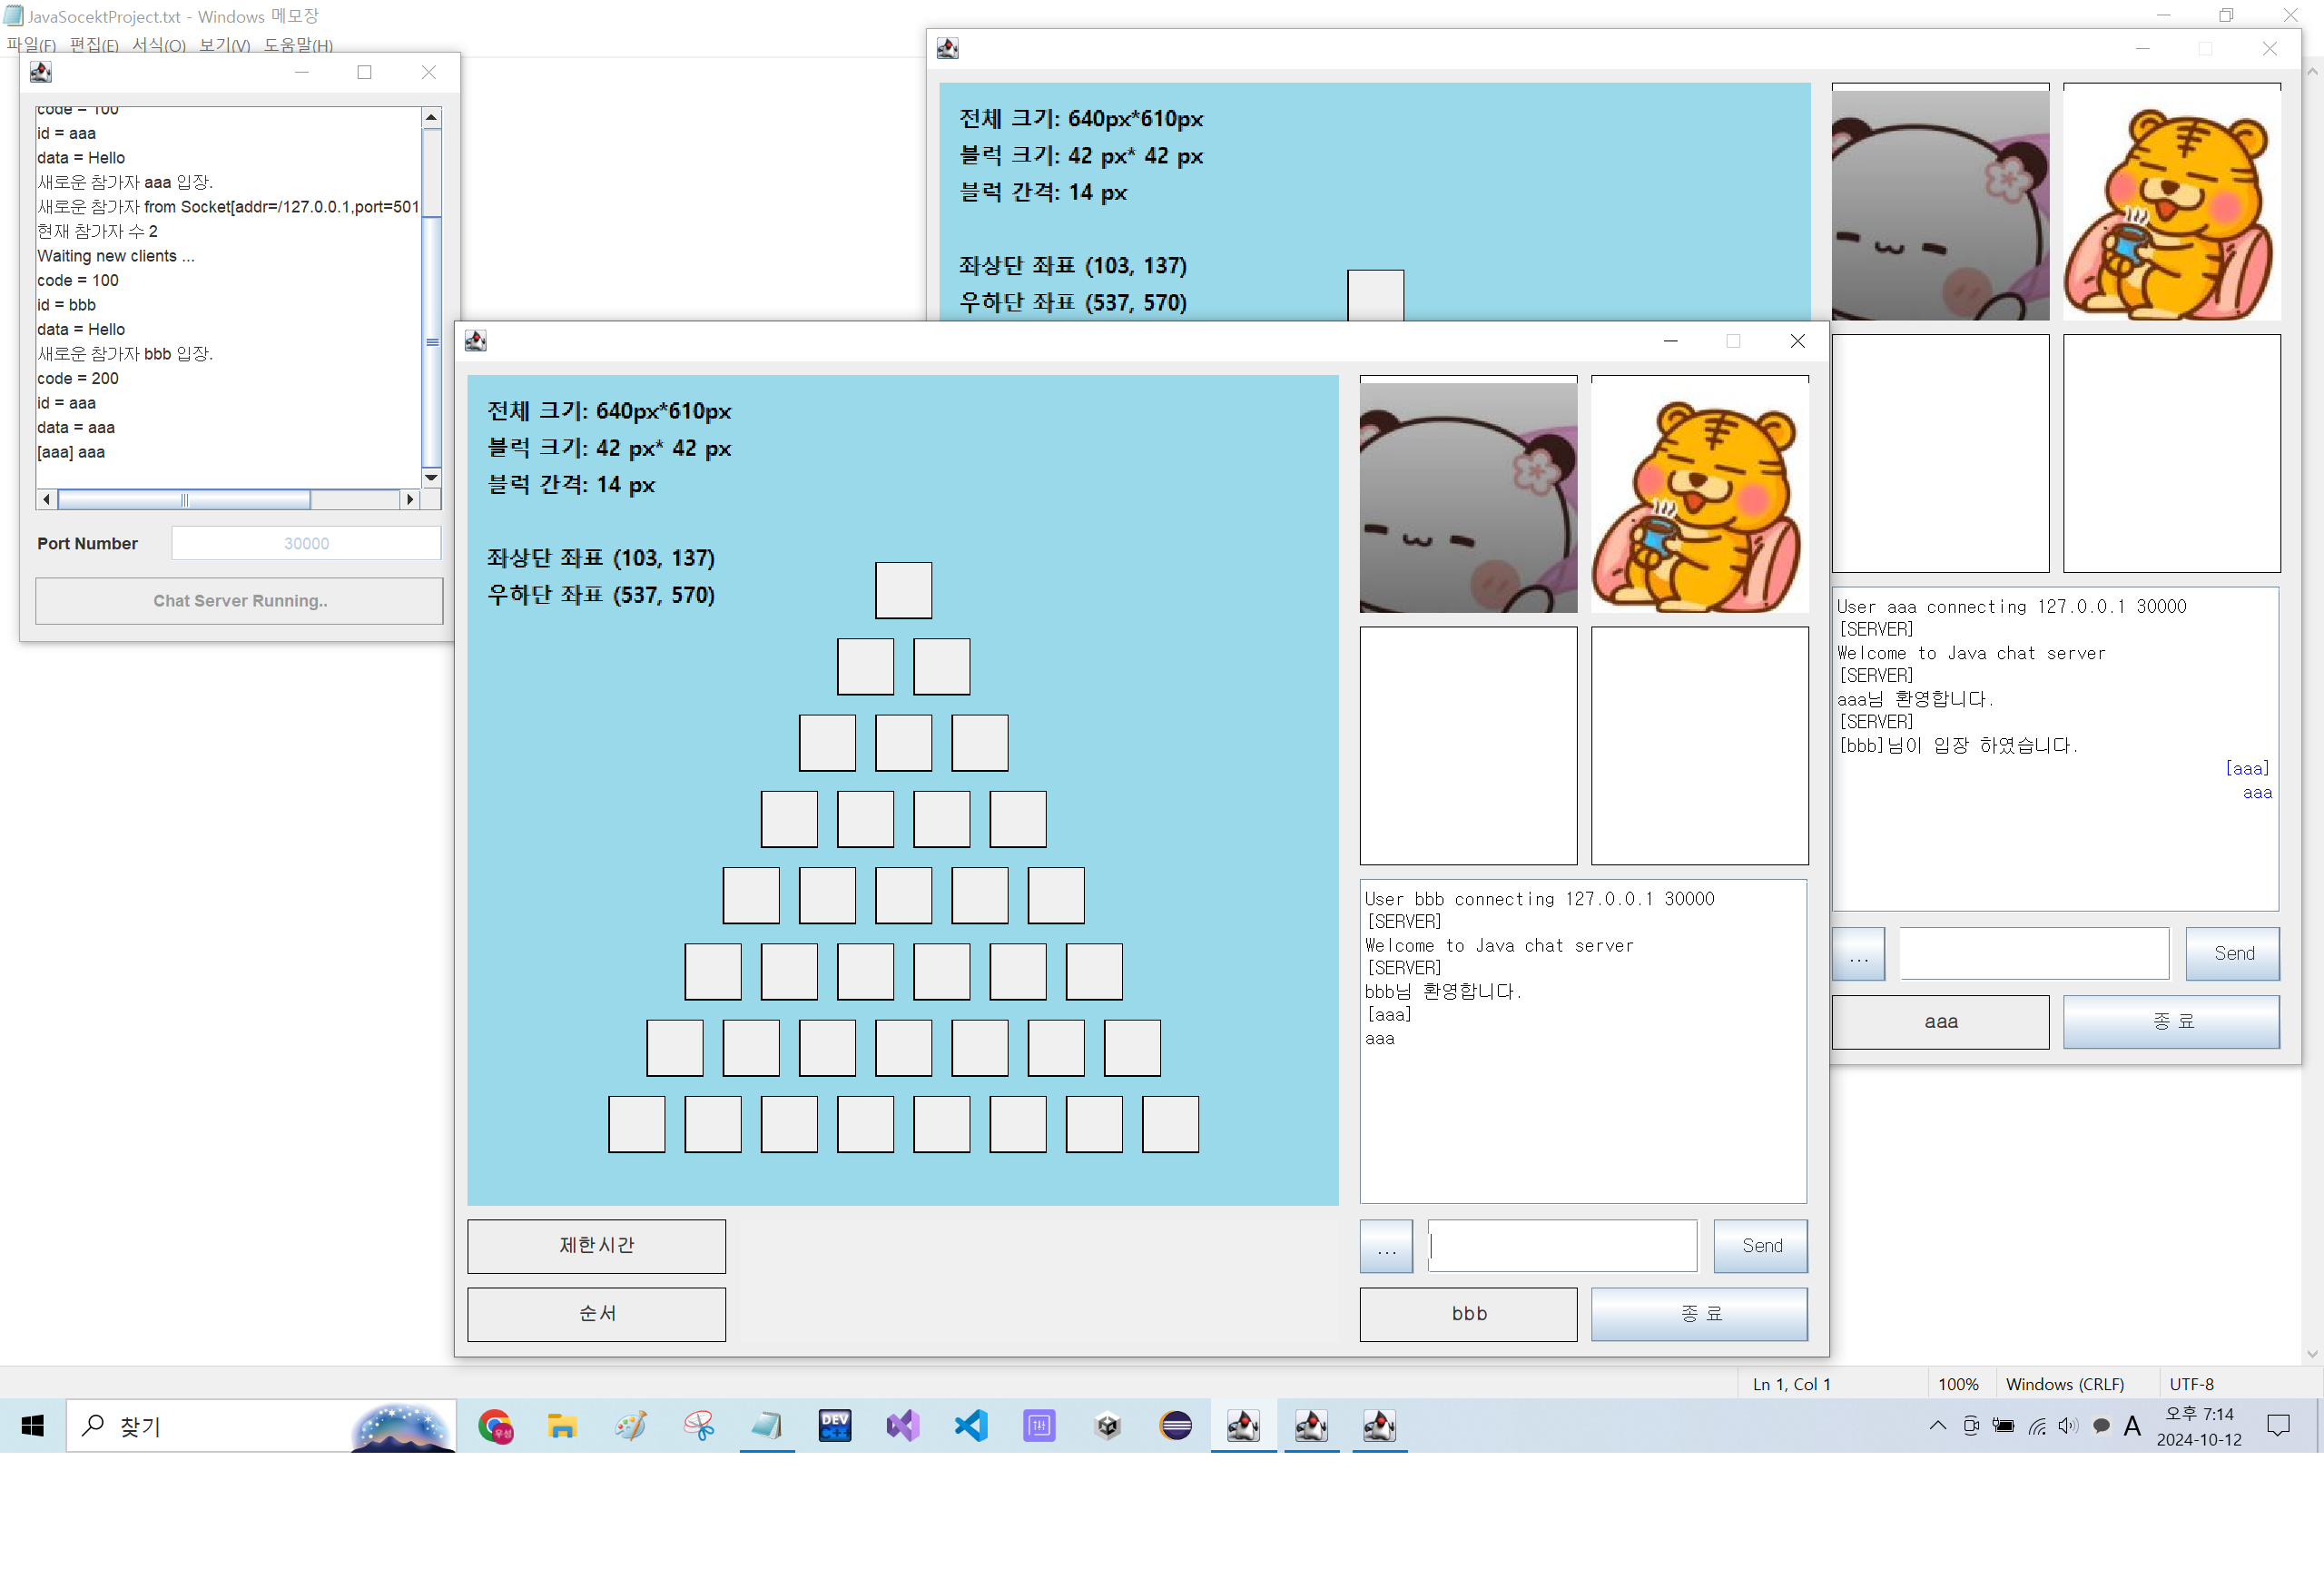 JavaSocektProject.txt - Windows 메모장
파일(F) 편집(E) 서식(O) 보기(V) 도움말(H)
code = 100
id = aaa
data = Hello
새로운 참가자 aaa 입장.
새로운 참가자 from Socket[addr=/127.0.0.1,port=501
현재 참가자 수 2
Waiting new clients ...
code = 100
id = bbb
data = Hello
새로운 참가자 bbb 입장.
code = 200
id = aaa
data = aaa
[aaa] aaa
Port Number
30000
Chat Server Running..
전체 크기: 640px*610px
블럭 크기: 42 px* 42 px
블럭 간격: 14 px
좌상단 좌표 (103, 137)
우하단 좌표 (537, 570)
User aaa connecting 127.0.0.1 30000
[SERVER]
Welcome to Java chat server
[SERVER]
aaa님 환영합니다.
[SERVER]
[bbb]님이 입장 하였습니다.
[aaa]
aaa
...
Send
aaa
종 료
전체 크기: 640px*610px
블럭 크기: 42 px* 42 px
블럭 간격: 14 px
좌상단 좌표 (103, 137)
우하단 좌표 (537, 570)
User bbb connecting 127.0.0.1 30000
[SERVER]
Welcome to Java chat server
[SERVER]
bbb님 환영합니다.
[aaa]
aaa
제한시간
...
Send
순서
bbb
종 료
Ln 1, Col 1
100%
Windows (CRLF)
UTF-8
찾기
우성
DEV
C++
A
오후 7:14
2024-10-12